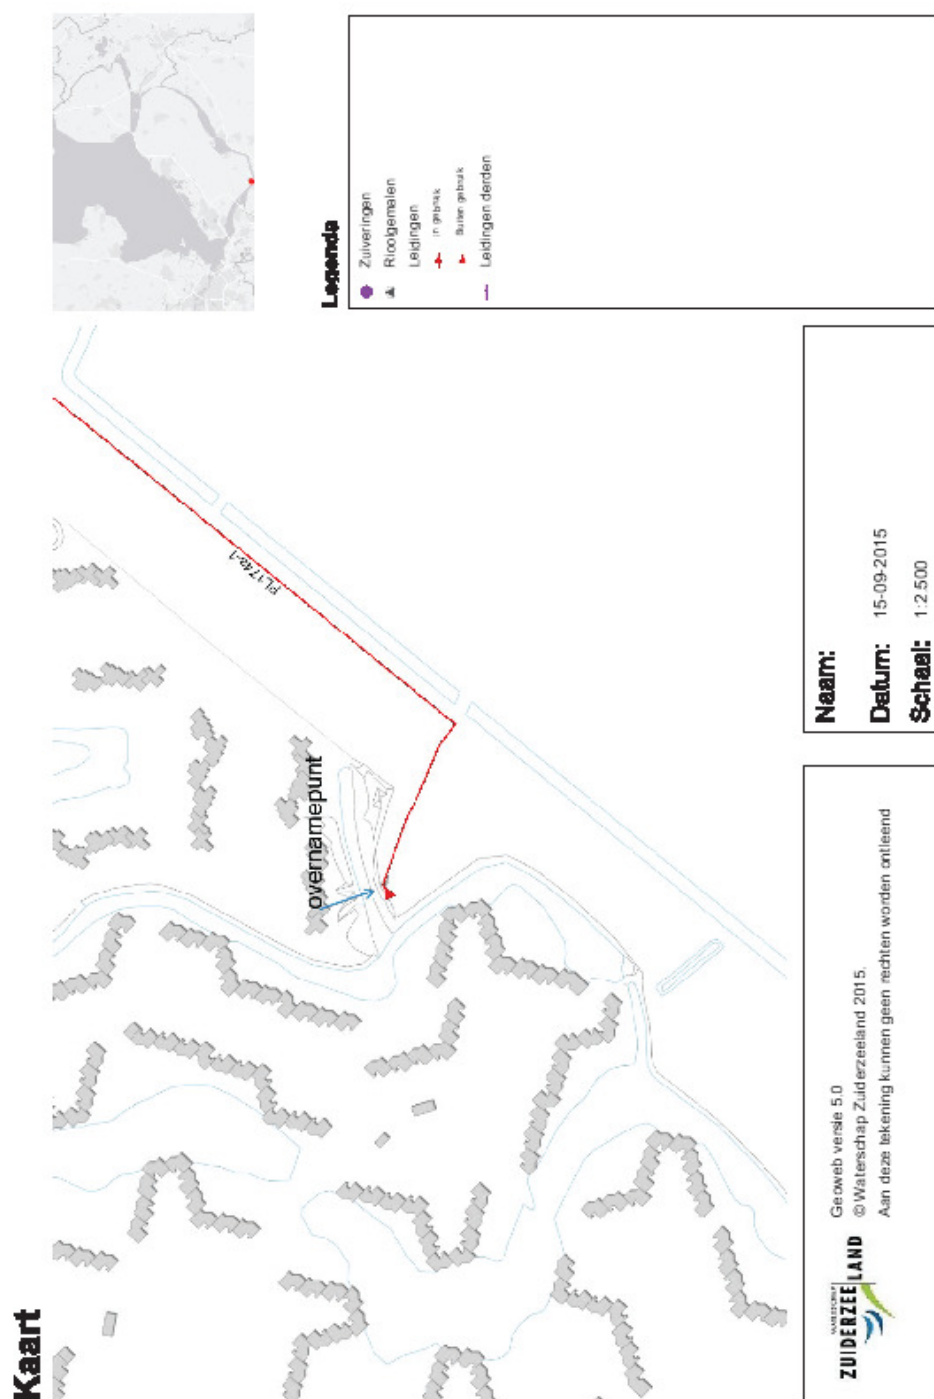 Kaart
overnamepunt
PL174a-1
Legenda
Zuiveringen
Rioolgemalen
Leidingen
In gebruik
Buiten gebruik
Leidingen derden
WATERSCHAP
ZUIDERZEELAND
Geoweb versie 5.0
© Waterschap Zuiderzeeland 2015.
Aan deze tekening kunnen geen rechten worden ontleend
Naam:
Datum: 15-09-2015
Schaal: 1:2.500